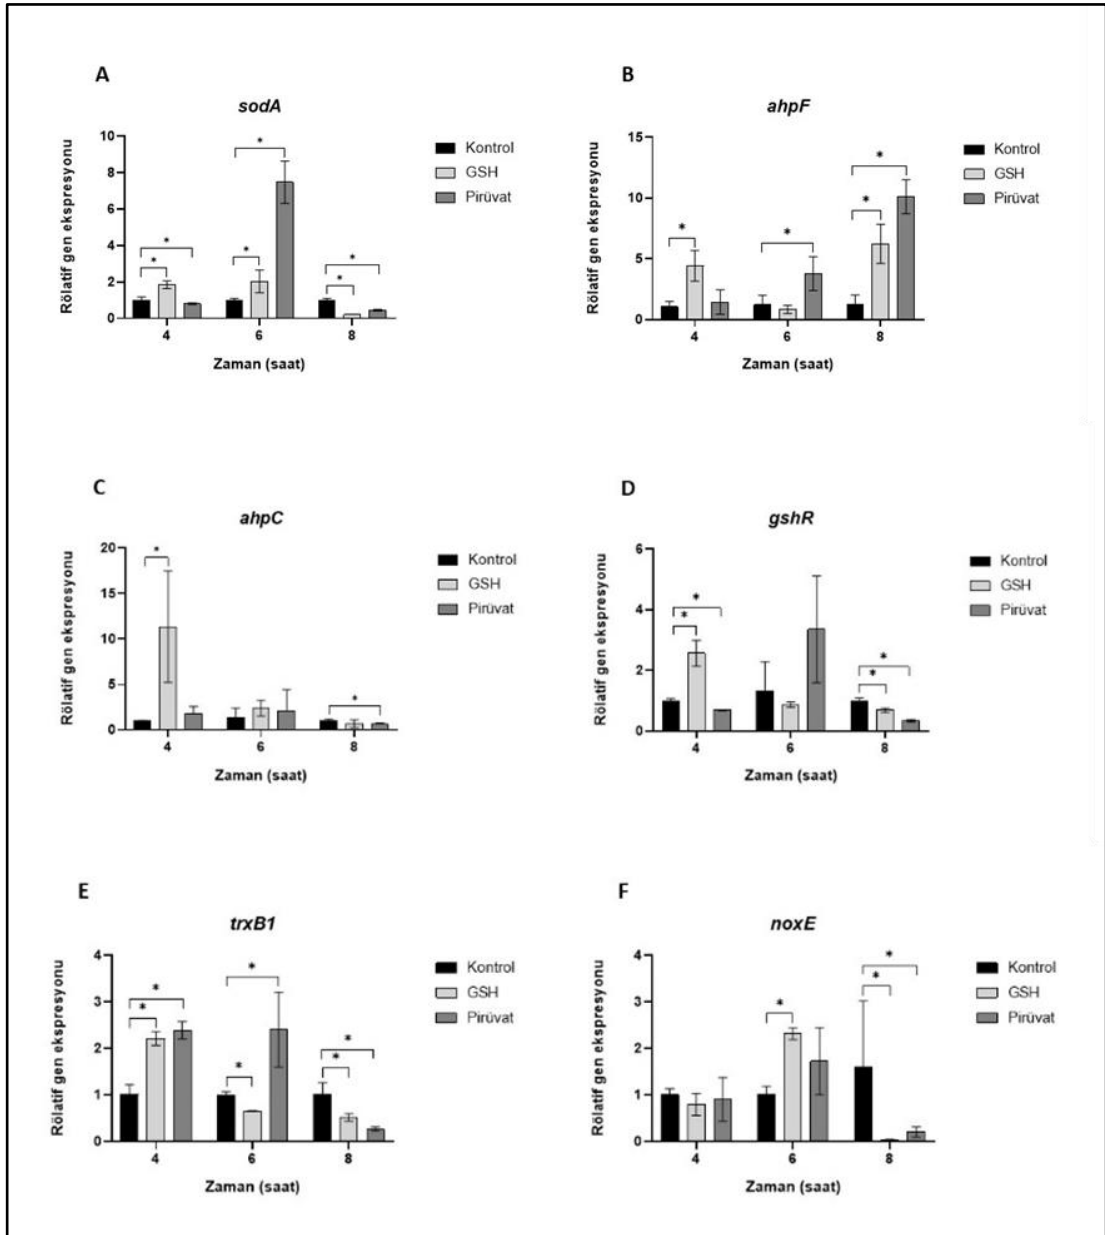 A
sodA
Rölatif gen ekspresyonu
10
8
6
4
2
0
*
*
*
*
*
*
4
6
8
Zaman (saat)
Kontrol
GSH
Pirüvat
B
ahpF
Rölatif gen ekspresyonu
15
10
5
0
*
*
*
*
4
6
8
Zaman (saat)
Kontrol
GSH
Pirüvat
C
ahpC
Rölatif gen ekspresyonu
20
15
10
5
0
*
*
4
6
8
Zaman (saat)
Kontrol
GSH
Pirüvat
D
gshR
Rölatif gen ekspresyonu
6
4
2
0
*
*
*
*
4
6
8
Zaman (saat)
Kontrol
GSH
Pirüvat
E
trxB1
Rölatif gen ekspresyonu
4
3
2
1
0
*
*
*
*
*
*
4
6
8
Zaman (saat)
Kontrol
GSH
Pirüvat
F
noxE
Rölatif gen ekspresyonu
4
3
2
1
0
*
*
*
4
6
8
Zaman (saat)
Kontrol
GSH
Pirüvat